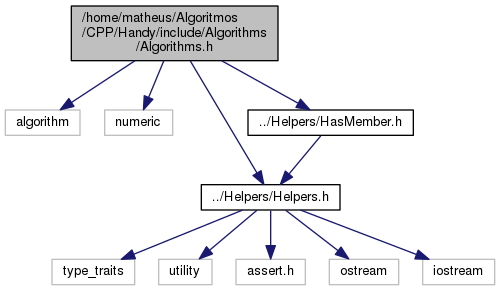 /home/matheus/Algoritmos
/CPP/Handy/include/Algorithms
/Algorithms.h
algorithm
numeric
../Helpers/HasMember.h
../Helpers/Helpers.h
type_traits
utility
assert.h
ostream
iostream